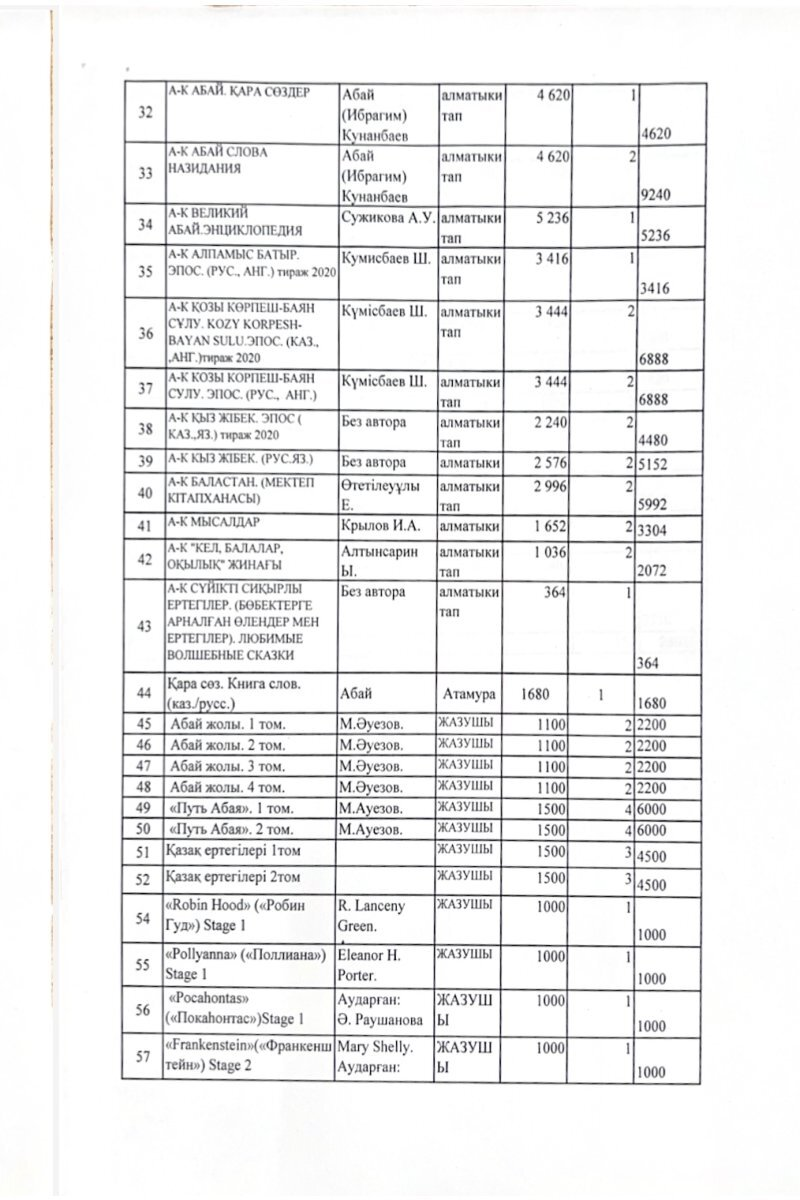 32 А-К АБАЙ. ҚАРА СӨЗДЕР Абай алматыки 4 620 1
(Ибрагим) тап
Кунанбаев 4620
33 А-К АБАЙ СЛОВА Абай алматыки 4 620 2
НАЗИДАНИЯ (Ибрагим) тап
Кунанбаев 9240
34 А-К ВЕЛИКИЙ Сужикова А.У. алматыки 5 236 1
АБАЙ.ЭНЦИКЛОПЕДИЯ тап 5236
35 А-К АЛПАМЫС БАТЫР. Кумисбаев Ш. алматыки 3 416 1
ЭПОС. (РУС., АНГ.) тираж 2020 тап
3416
36 А-К ҚОЗЫ КӨРПЕШ-БАЯН Күмісбаев Ш. алматыки 3 444 2
СҰЛУ. KOZY KORPESH- тап
BAYAN SULU.ЭПОС. (КАЗ.,
,АНГ.)тираж 2020 6888
37 А-К КОЗЫ КОРПЕШ-БАЯН Күмісбаев Ш. алматыки 3 444 2
СУЛУ. ЭПОС. (РУС., АНГ.) тап 6888
38 А-К ҚЫЗ ЖІБЕК. ЭПОС ( Без автора алматыки 2 240 2
КАЗ.,ЯЗ.) тираж 2020 тап 4480
39 А-К КЫЗ ЖІБЕК. (РУС.ЯЗ.) Без автора алматыки 2 576 2 5152
40 А-К БАЛАСТАН. (МЕКТЕП Өтетілеуұлы алматыки 2 996 2
КІТАПХАНАСЫ) Е. тап 5992
41 А-К МЫСАЛДАР Крылов И.А. алматыки 1 652 2 3304
42 А-К "КЕЛ, БАЛАЛАР, Алтынсарин алматыки 1 036 2
ОҚЫЛЫҚ" ЖИНАҒЫ Ы. тап 2072
43 А-К СҮЙІКТІ СИҚЫРЛЫ Без автора алматыки 364 1
ЕРТЕГІЛЕР. (БӨБЕКТЕРГЕ тап
АРНАЛҒАН ӨЛЕНДЕР МЕН
ЕРТЕГІЛЕР). ЛЮБИМЫЕ
ВОЛШЕБНЫЕ СКАЗКИ 364
44 Қара сөз. Книга слов. Абай Атамура 1680 1
(каз./русс.) 1680
45 Абай жолы. 1 том. М.Әуезов. ЖАЗУШЫ 1100 2 2200
46 Абай жолы. 2 том. М.Әуезов. ЖАЗУШЫ 1100 2 2200
47 Абай жолы. 3 том. М.Әуезов. ЖАЗУШЫ 1100 2 2200
48 Абай жолы. 4 том. М.Әуезов. ЖАЗУШЫ 1100 2 2200
49 «Путь Абая». 1 том. М.Ауезов. ЖАЗУШЫ 1500 4 6000
50 «Путь Абая». 2 том. М.Ауезов. ЖАЗУШЫ 1500 4 6000
51 Қазақ ертегілері 1том ЖАЗУШЫ 1500 3 4500
52 Қазақ ертегілері 2том ЖАЗУШЫ 1500 3 4500
54 «Robin Hood» («Робин R. Lanceny ЖАЗУШЫ 1000 1
Гуд») Stage 1 Green. 1000
55 «Pollyanna» («Поллиана») Eleanor H. ЖАЗУШЫ 1000 1
Stage 1 Porter. 1000
56 «Pocahontas» Аударған: ЖАЗУШ 1000 1
(«Покаһонтас»)Stage 1 Ә. Раушанова Ы 1000
57 «Frankenstein»(«Франкенш Mary Shelly. ЖАЗУШ 1000 1
тейн») Stage 2 Аударған: Ы 1000